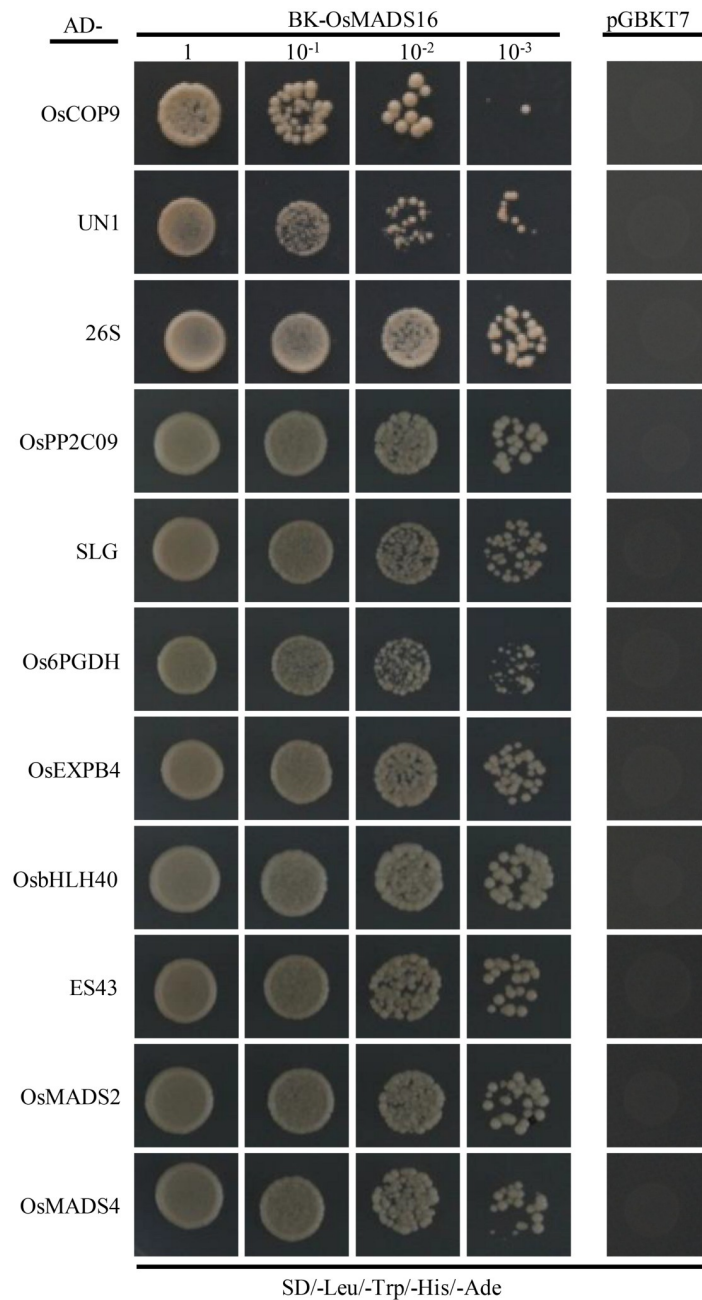 AD- BK-OsMADS16 pGBKT7
1 10⁻¹ 10⁻² 10⁻³
OsCOP9
UN1
26S
OsPP2C09
SLG
Os6PGDH
OsEXPB4
OsbHLH40
ES43
OsMADS2
OsMADS4
SD/-Leu/-Trp/-His/-Ade